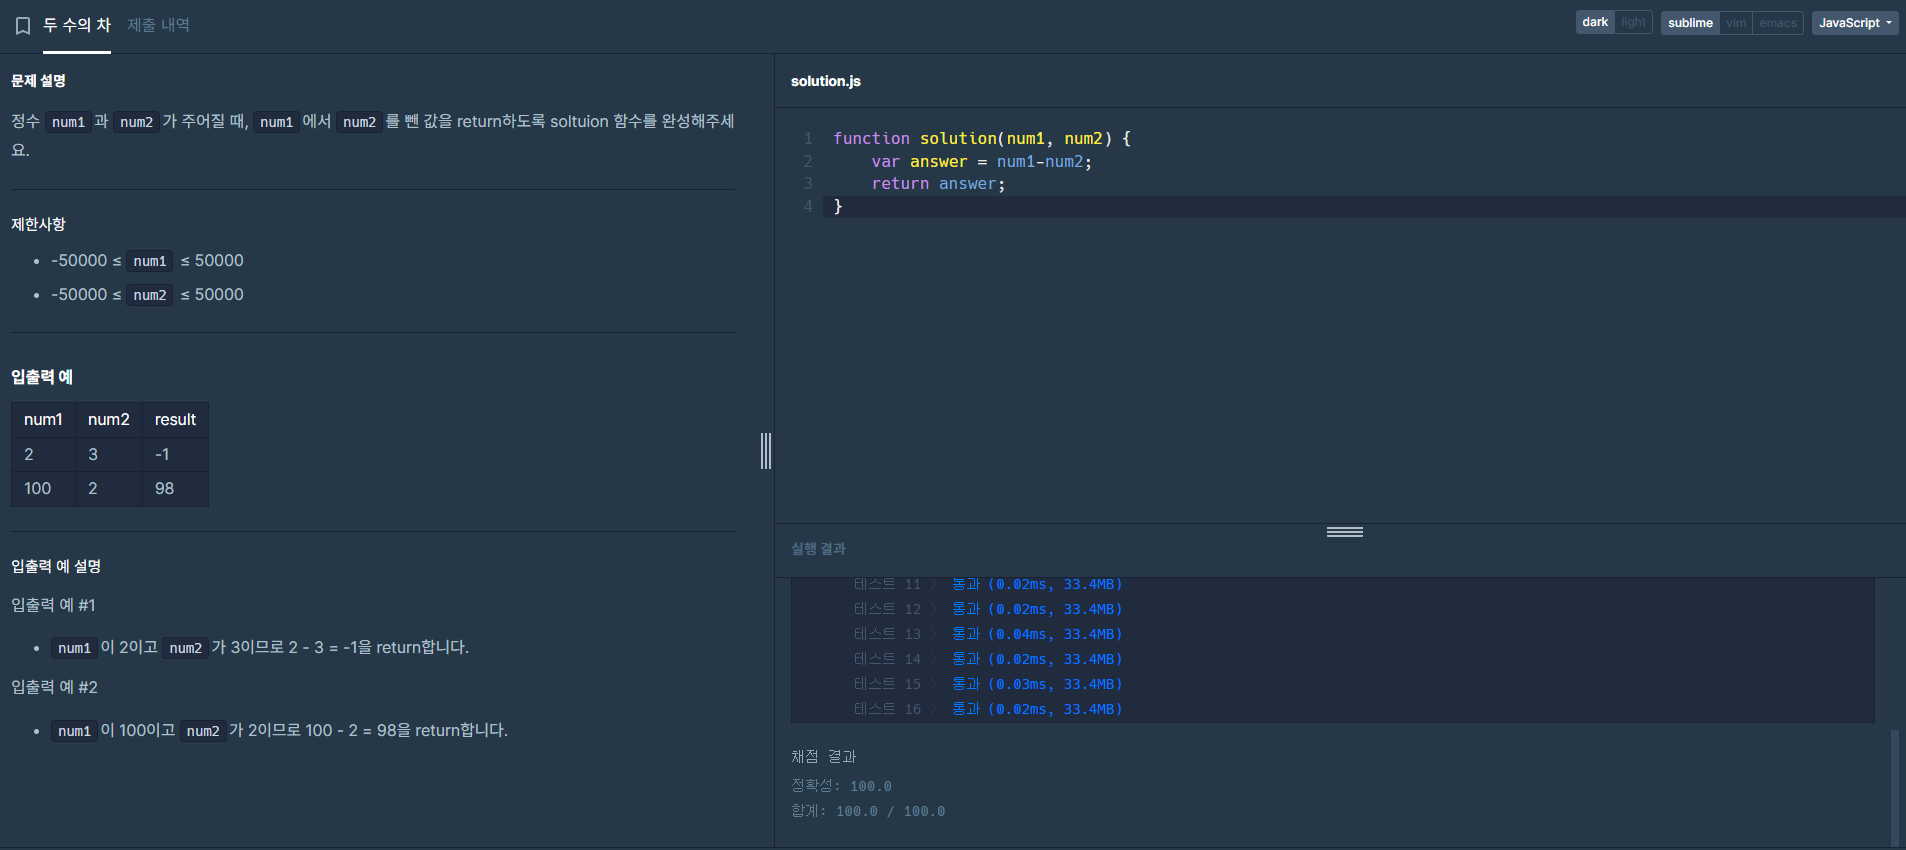 두 수의 차 제출 내역
dark light sublime vim emacs JavaScript
문제 설명
정수 num1 과 num2 가 주어질 때, num1 에서 num2 를 뺀 값을 return하도록 soltuion 함수를 완성해주세
요.
제한사항
• -50000 ≤ num1 ≤ 50000
• -50000 ≤ num2 ≤ 50000
입출력 예
num1 num2 result
2 3 -1
100 2 98
입출력 예 설명
입출력 예 #1
• num1 이 2이고 num2 가 3이므로 2 - 3 = -1을 return합니다.
입출력 예 #2
• num1 이 100이고 num2 가 2이므로 100 - 2 = 98을 return합니다.
solution.js
1 function solution(num1, num2) {
2 var answer = num1-num2;
3 return answer;
4 }
실행 결과
테스트 11 〉 통과 (0.02ms, 33.4MB)
테스트 12 〉 통과 (0.02ms, 33.4MB)
테스트 13 〉 통과 (0.04ms, 33.4MB)
테스트 14 〉 통과 (0.02ms, 33.4MB)
테스트 15 〉 통과 (0.03ms, 33.4MB)
테스트 16 〉 통과 (0.02ms, 33.4MB)
채점 결과
정확성: 100.0
합계: 100.0 / 100.0